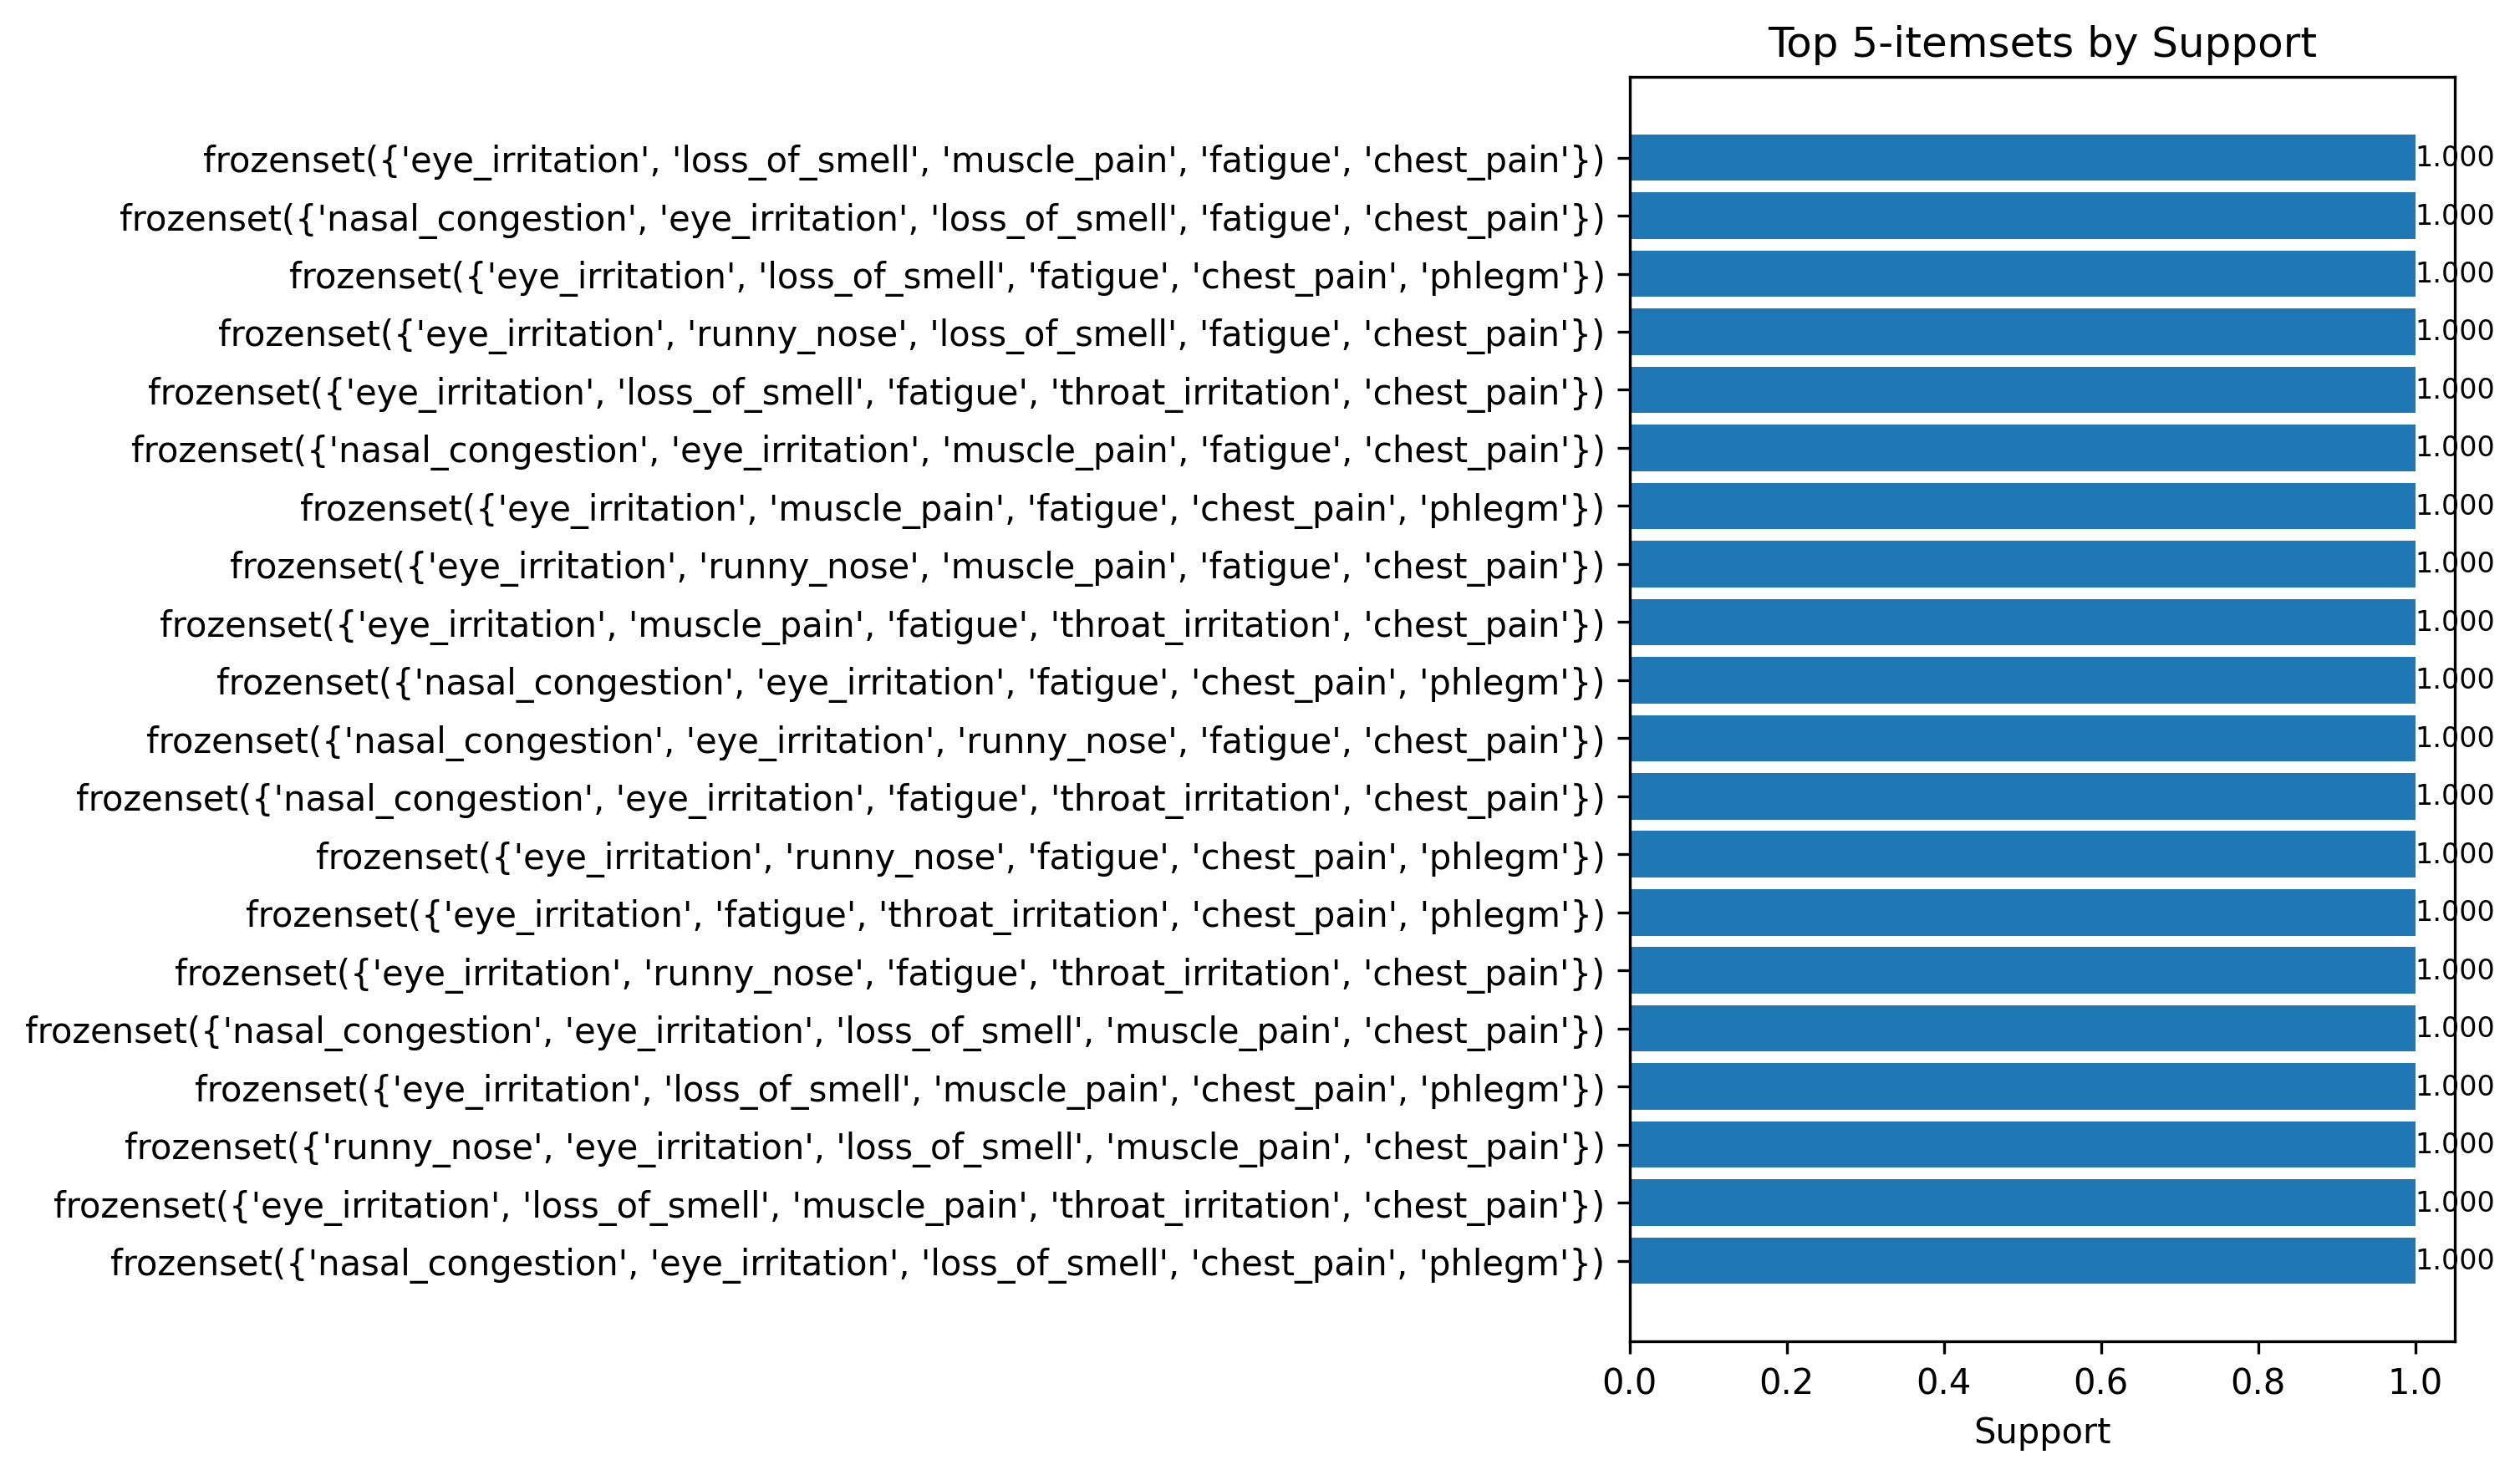 Top 5-itemsets by Support
frozenset({'eye_irritation', 'loss_of_smell', 'muscle_pain', 'fatigue', 'chest_pain'}) 1.000
frozenset({'nasal_congestion', 'eye_irritation', 'loss_of_smell', 'fatigue', 'chest_pain'}) 1.000
frozenset({'eye_irritation', 'loss_of_smell', 'fatigue', 'chest_pain', 'phlegm'}) 1.000
frozenset({'eye_irritation', 'runny_nose', 'loss_of_smell', 'fatigue', 'chest_pain'}) 1.000
frozenset({'eye_irritation', 'loss_of_smell', 'fatigue', 'throat_irritation', 'chest_pain'}) 1.000
frozenset({'nasal_congestion', 'eye_irritation', 'muscle_pain', 'fatigue', 'chest_pain'}) 1.000
frozenset({'eye_irritation', 'muscle_pain', 'fatigue', 'chest_pain', 'phlegm'}) 1.000
frozenset({'eye_irritation', 'runny_nose', 'muscle_pain', 'fatigue', 'chest_pain'}) 1.000
frozenset({'eye_irritation', 'muscle_pain', 'fatigue', 'throat_irritation', 'chest_pain'}) 1.000
frozenset({'nasal_congestion', 'eye_irritation', 'fatigue', 'chest_pain', 'phlegm'}) 1.000
frozenset({'nasal_congestion', 'eye_irritation', 'runny_nose', 'fatigue', 'chest_pain'}) 1.000
frozenset({'nasal_congestion', 'eye_irritation', 'fatigue', 'throat_irritation', 'chest_pain'}) 1.000
frozenset({'eye_irritation', 'runny_nose', 'fatigue', 'chest_pain', 'phlegm'}) 1.000
frozenset({'eye_irritation', 'fatigue', 'throat_irritation', 'chest_pain', 'phlegm'}) 1.000
frozenset({'eye_irritation', 'runny_nose', 'fatigue', 'throat_irritation', 'chest_pain'}) 1.000
frozenset({'nasal_congestion', 'eye_irritation', 'loss_of_smell', 'muscle_pain', 'chest_pain'}) 1.000
frozenset({'eye_irritation', 'loss_of_smell', 'muscle_pain', 'chest_pain', 'phlegm'}) 1.000
frozenset({'runny_nose', 'eye_irritation', 'loss_of_smell', 'muscle_pain', 'chest_pain'}) 1.000
frozenset({'eye_irritation', 'loss_of_smell', 'muscle_pain', 'throat_irritation', 'chest_pain'}) 1.000
frozenset({'nasal_congestion', 'eye_irritation', 'loss_of_smell', 'chest_pain', 'phlegm'}) 1.000
0.0 0.2 0.4 0.6 0.8 1.0
Support